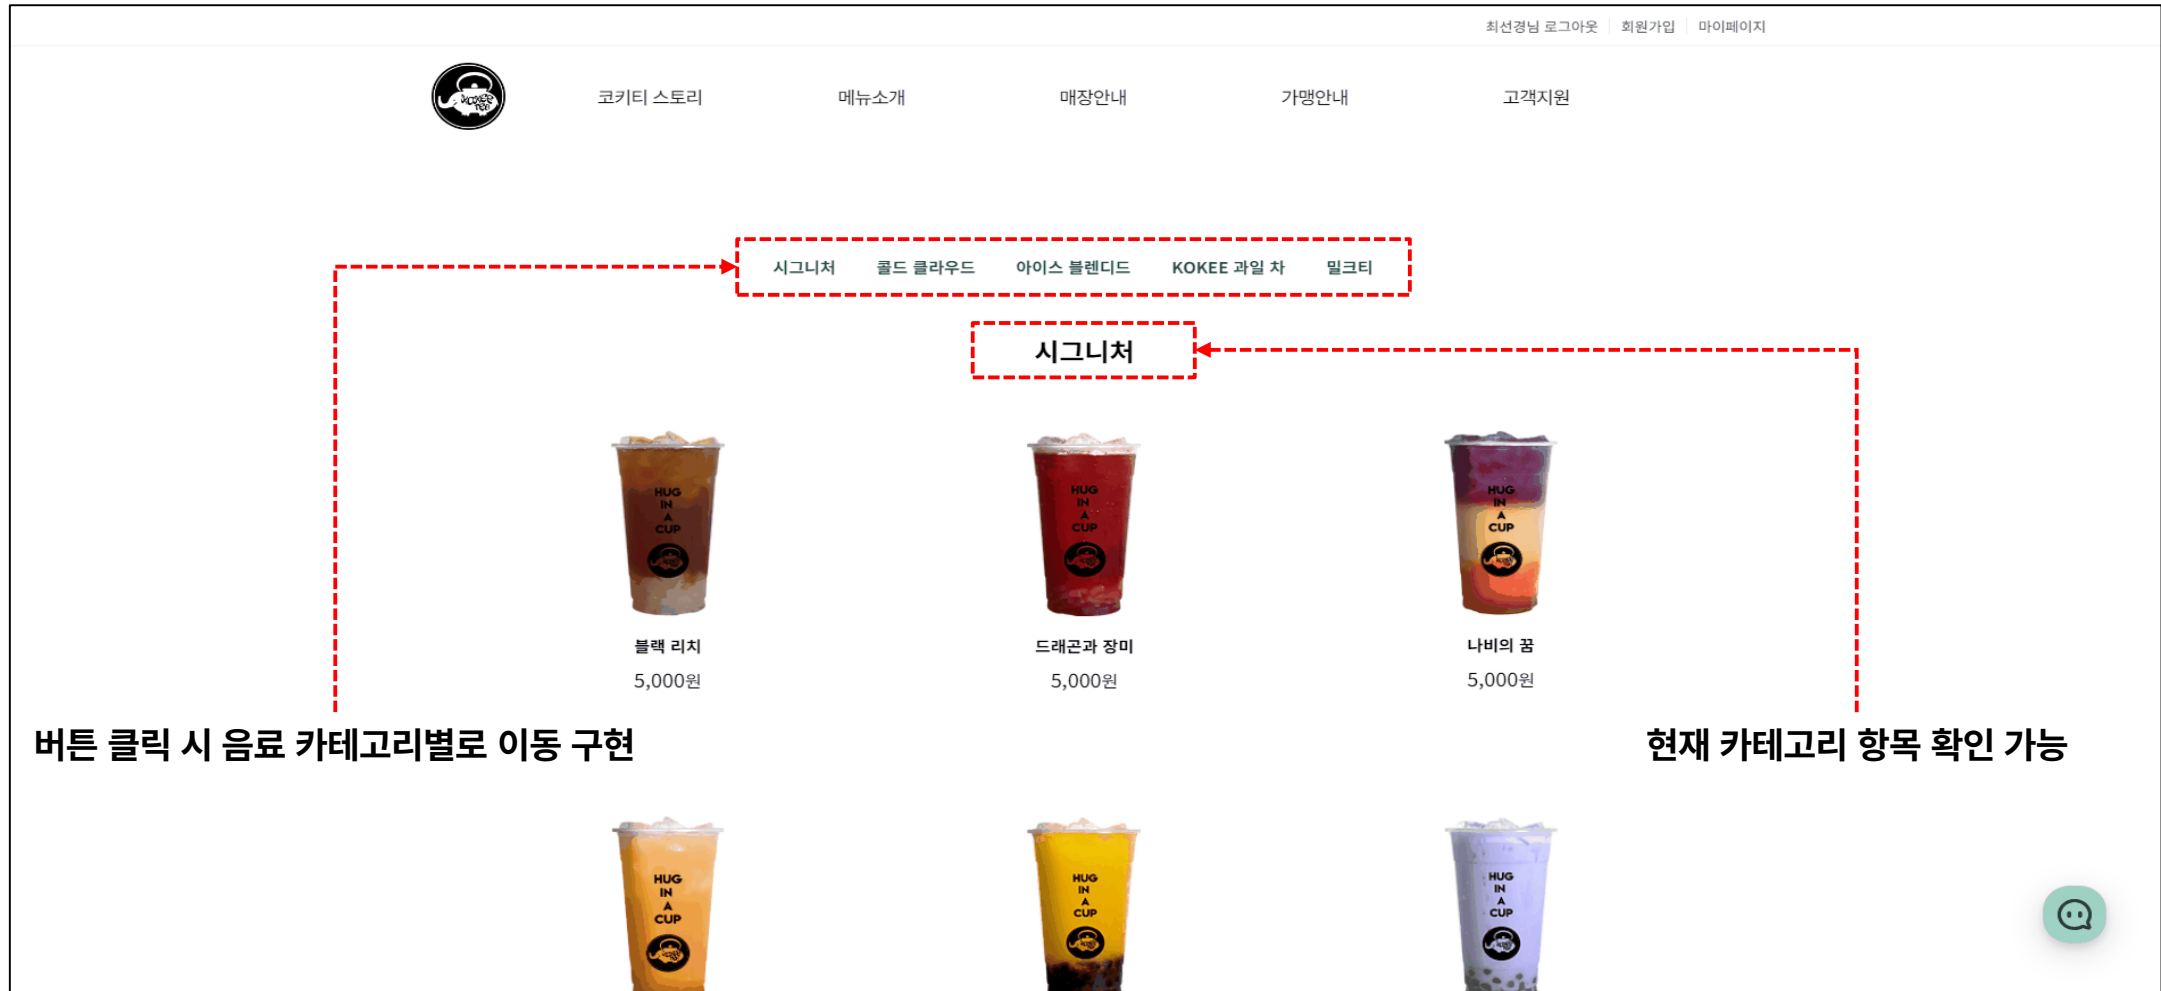 최선경님 로그아웃 회원가입 마이페이지
KOKEE TEA
코키티 스토리 메뉴소개 매장안내 가맹안내 고객지원
시그니처 콜드 클라우드 아이스 블렌디드 KOKEE 과일 차 밀크티
시그니처
HUG
IN
A
CUP
HUG
IN
A
CUP
HUG
IN
A
CUP
블랙 리치 드래곤과 장미 나비의 꿈
5,000원 5,000원 5,000원
버튼 클릭 시 음료 카테고리별로 이동 구현
현재 카테고리 항목 확인 가능
HUG
IN
A
CUP
HUG
IN
A
CUP
HUG
IN
A
CUP